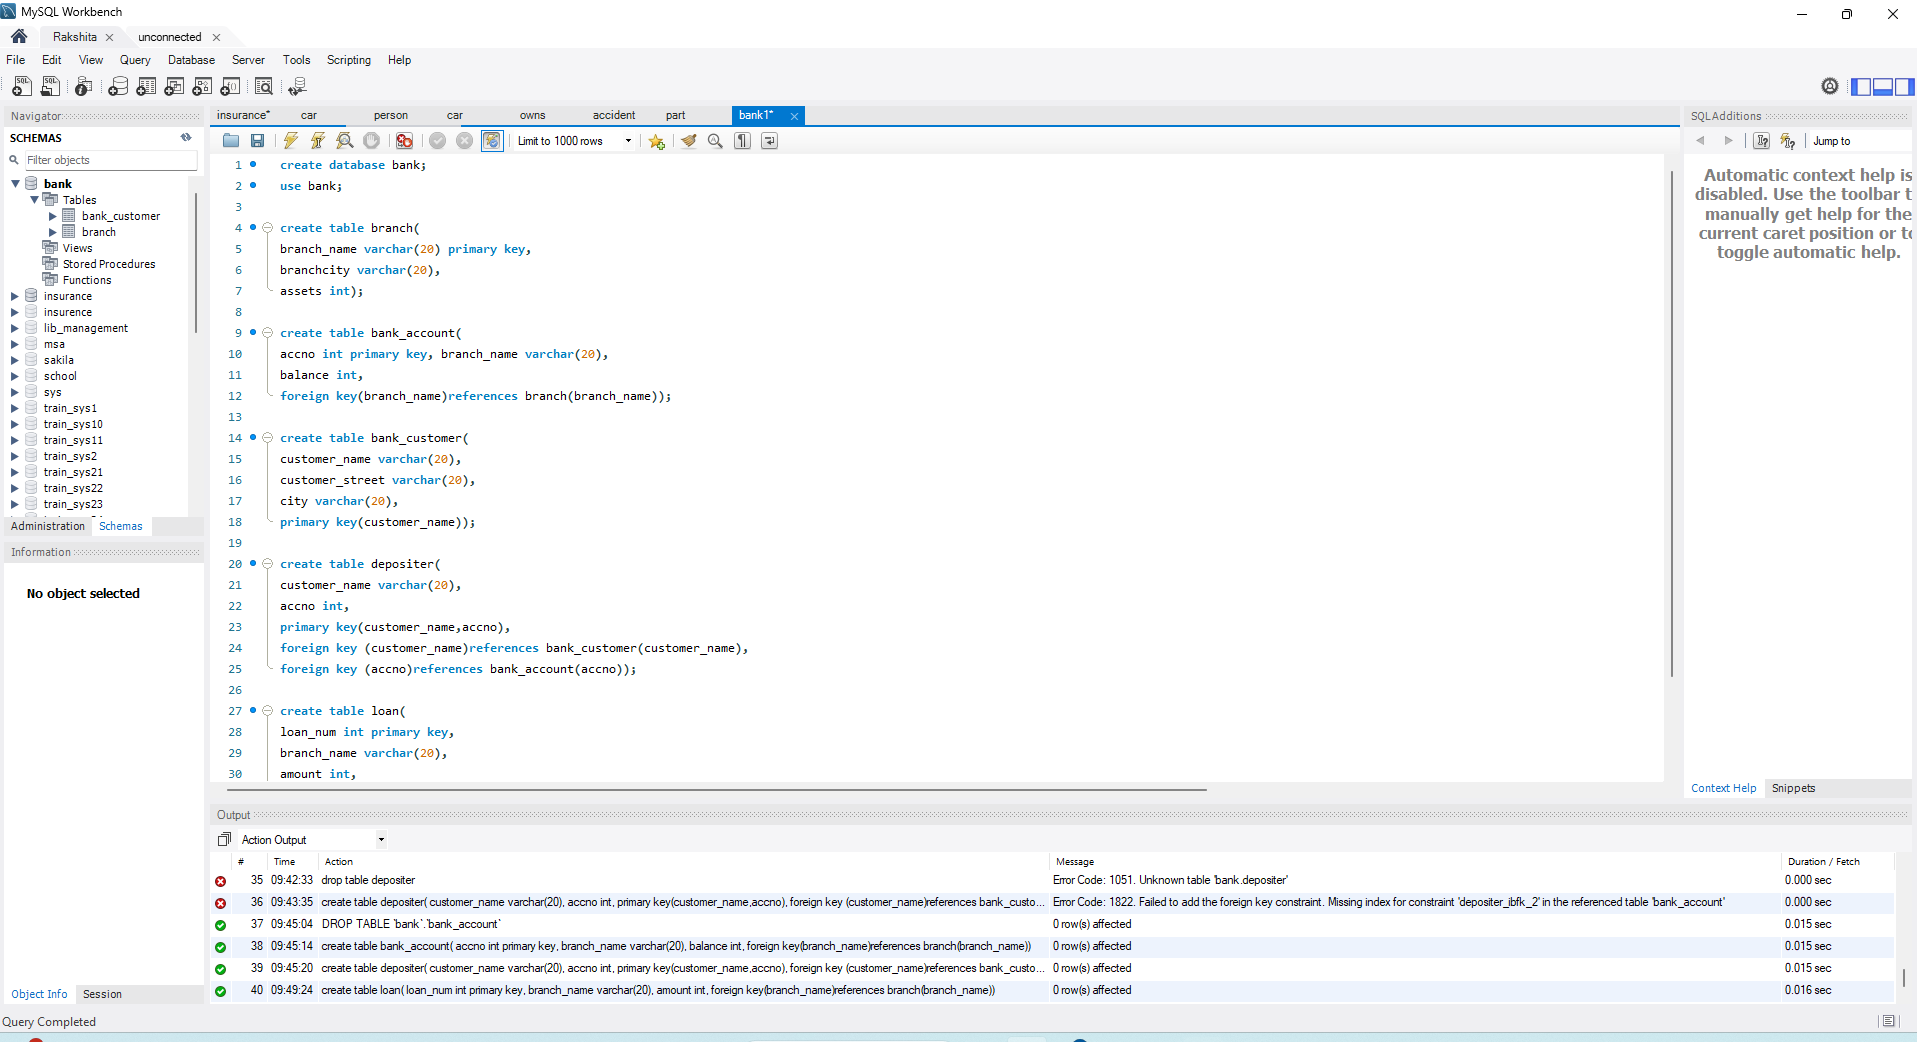 MySQL Workbench
Rakshita
unconnected
File Edit View Query Database Server Tools Scripting Help
Navigator
SCHEMAS
Filter objects
bank
Tables
bank_customer
branch
Views
Stored Procedures
Functions
insurance
insurence
lib_management
msa
sakila
school
sys
train_sys1
train_sys10
train_sys11
train_sys2
train_sys21
train_sys22
train_sys23
Administration Schemas
Information
No object selected
Object Info Session
insurance* car person car owns accident part bank1*
Limit to 1000 rows
1 create database bank;
2 use bank;
3
4 create table branch(
5 branch_name varchar(20) primary key,
6 branchcity varchar(20),
7 assets int);
8
9 create table bank_account(
10 accno int primary key, branch_name varchar(20),
11 balance int,
12 foreign key(branch_name)references branch(branch_name));
13
14 create table bank_customer(
15 customer_name varchar(20),
16 customer_street varchar(20),
17 city varchar(20),
18 primary key(customer_name));
19
20 create table depositer(
21 customer_name varchar(20),
22 accno int,
23 primary key(customer_name,accno),
24 foreign key (customer_name)references bank_customer(customer_name),
25 foreign key (accno)references bank_account(accno));
26
27 create table loan(
28 loan_num int primary key,
29 branch_name varchar(20),
30 amount int,
SQLAdditions
Jump to
Automatic context help is
disabled. Use the toolbar t
manually get help for the
current caret position or to
toggle automatic help.
Context Help Snippets
Output
Action Output
# Time Action Message Duration / Fetch
35 09:42:33 drop table depositer Error Code: 1051. Unknown table 'bank.depositer' 0.000 sec
36 09:43:35 create table depositer( customer_name varchar(20), accno int, primary key(customer_name,accno), foreign key (customer_name)references bank_custo... Error Code: 1822. Failed to add the foreign key constraint. Missing index for constraint 'depositer_ibfk_2' in the referenced table 'bank_account' 0.000 sec
37 09:45:04 DROP TABLE `bank`.`bank_account` 0 row(s) affected 0.015 sec
38 09:45:14 create table bank_account( accno int primary key, branch_name varchar(20), balance int, foreign key(branch_name)references branch(branch_name)) 0 row(s) affected 0.015 sec
39 09:45:20 create table depositer( customer_name varchar(20), accno int, primary key(customer_name,accno), foreign key (customer_name)references bank_custo... 0 row(s) affected 0.015 sec
40 09:49:24 create table loan( loan_num int primary key, branch_name varchar(20), amount int, foreign key(branch_name)references branch(branch_name)) 0 row(s) affected 0.016 sec
Query Completed